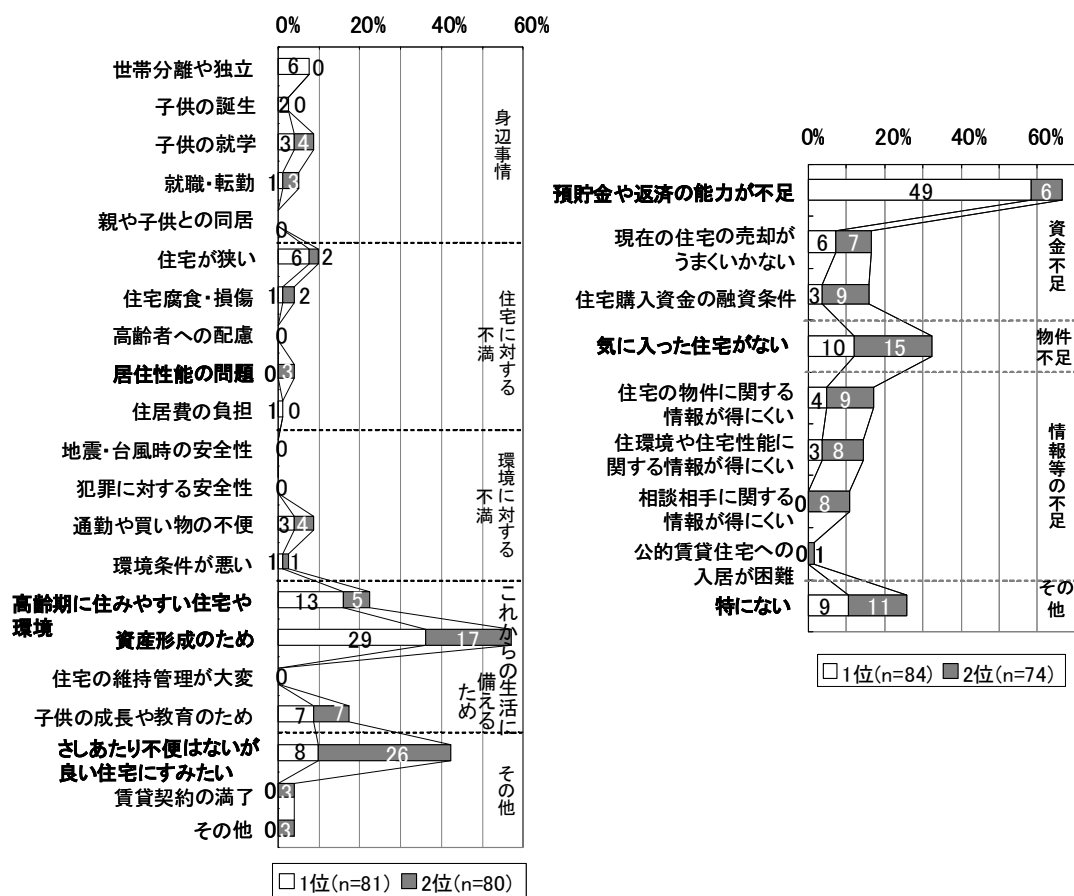 0% 20% 40% 60%
世帯分離や独立 6 0
子供の誕生 2 0
子供の就学 3 4
就職・転勤 1 3
親や子供との同居 0
身辺事情
住宅が狭い 6 2
住宅腐食・損傷 1 2
高齢者への配慮 0
居住性能の問題 0 3
住居費の負担 1 0
住宅に対する
不満
地震・台風時の安全性 0
犯罪に対する安全性 0
通勤や買い物の不便 3 4
環境条件が悪い 1 1
環境に対する
不満
高齢期に住みやすい住宅や
環境
13 5
資産形成のため 29 17
住宅の維持管理が大変 0
子供の成長や教育のため 7 7
これからの生活に
備える
ため
さしあたり不便はないが
良い住宅にすみたい
8 26
賃貸契約の満了 0 3
その他 0 3
その他
1位(n=81) 2位(n=80)
0% 20% 40% 60%
預貯金や返済の能力が不足 49 6
現在の住宅の売却が
うまくいかない
6 7
住宅購入資金の融資条件 3 9
資金不足
気に入った住宅がない 10 15
物件
不足
住宅の物件に関する
情報が得にくい
4 9
住環境や住宅性能に
関する情報が得にくい
3 8
相談相手に関する
情報が得にくい
0 8
公的賃貸住宅への
入居が困難
0 1
情報等の不足
特にない 9 11
その他
1位(n=84) 2位(n=74)